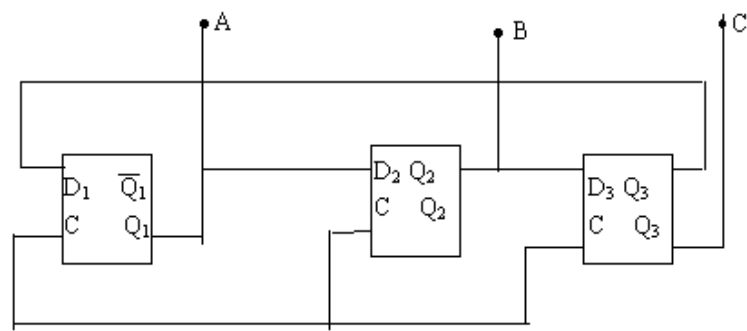 A
B
C
D₁ Q̅₁
C Q₁
D₂ Q₂
C Q₂
D₃ Q₃
C Q₃